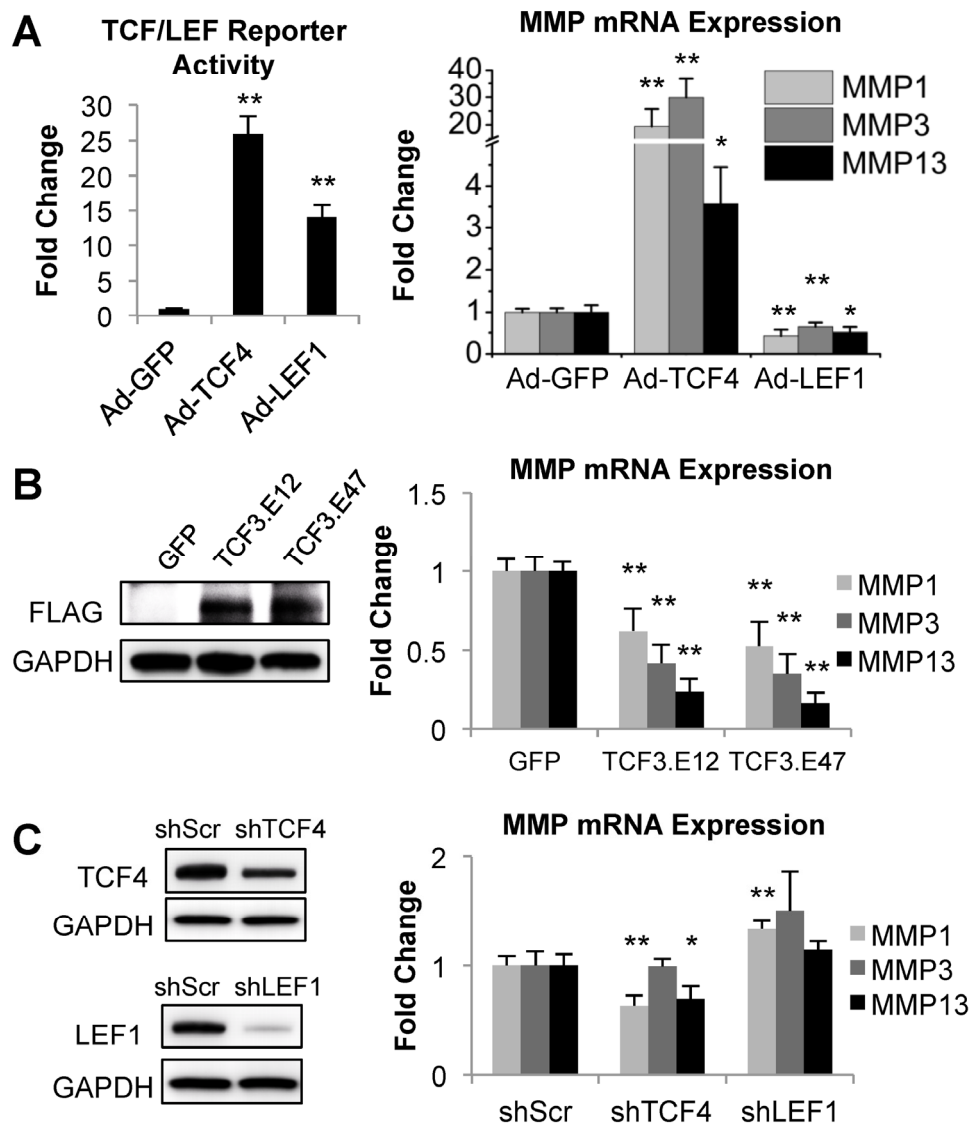 A
TCF/LEF Reporter
Activity
Fold Change
30
25
20
15
10
5
0
**
**
Ad-GFP
Ad-TCF4
Ad-LEF1
MMP mRNA Expression
Fold Change
40
30
20
4
3
2
1
0
**
**
*
**
**
*
MMP1
MMP3
MMP13
Ad-GFP
Ad-TCF4
Ad-LEF1
B
GFP
TCF3.E12
TCF3.E47
FLAG
GAPDH
MMP mRNA Expression
Fold Change
1.5
1
0.5
0
**
**
**
**
**
**
MMP1
MMP3
MMP13
GFP
TCF3.E12
TCF3.E47
C
shScr shTCF4
TCF4
GAPDH
shScr shLEF1
LEF1
GAPDH
MMP mRNA Expression
Fold Change
2
1
0
**
*
**
MMP1
MMP3
MMP13
shScr
shTCF4
shLEF1